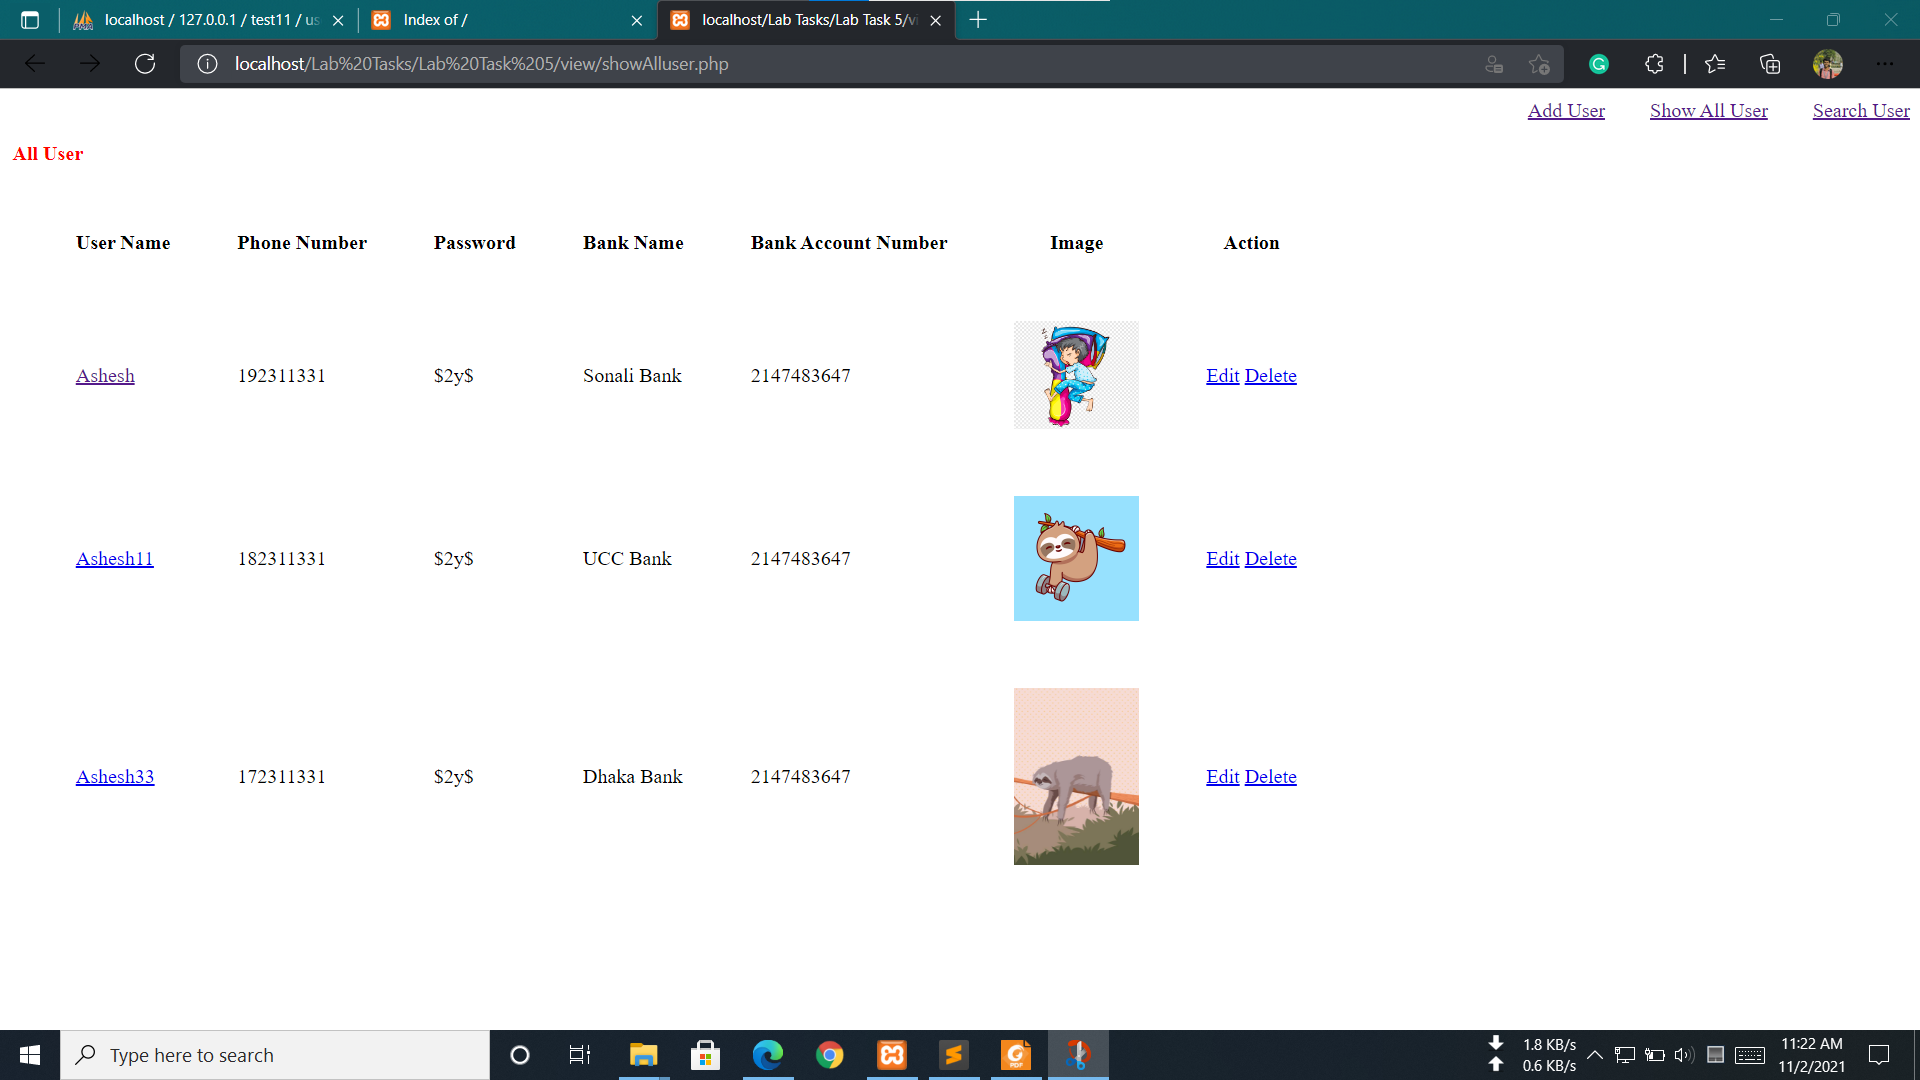 localhost / 127.0.0.1 / test11 / us
Index of /
localhost/Lab Tasks/Lab Task 5/vi
localhost/Lab%20Tasks/Lab%20Task%205/view/showAlluser.php
Add User Show All User Search User
All User
User Name Phone Number Password Bank Name Bank Account Number Image Action
Ashesh 192311331 $2y$ Sonali Bank 2147483647 Edit Delete
Ashesh11 182311331 $2y$ UCC Bank 2147483647 Edit Delete
Ashesh33 172311331 $2y$ Dhaka Bank 2147483647 Edit Delete
Type here to search
1.8 KB/s
0.6 KB/s
11:22 AM
11/2/2021